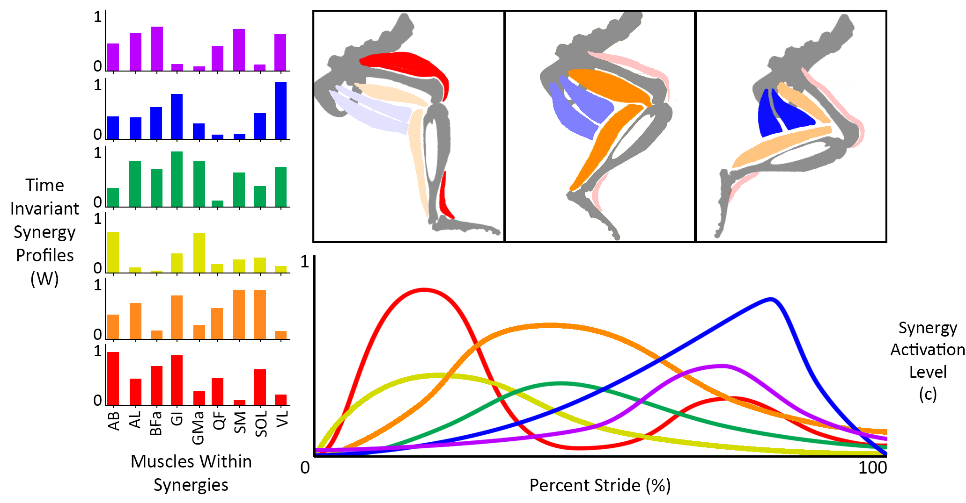 1
0
1
0
1
0
1
0
1
0
1
0
Time
Invariant
Synergy
Profiles
(W)
AB
AL
BFa
GI
GMa
QF
SM
SOL
VL
Muscles Within
Synergies
1
0
100
Percent Stride (%)
Synergy
Activation
Level
(c)